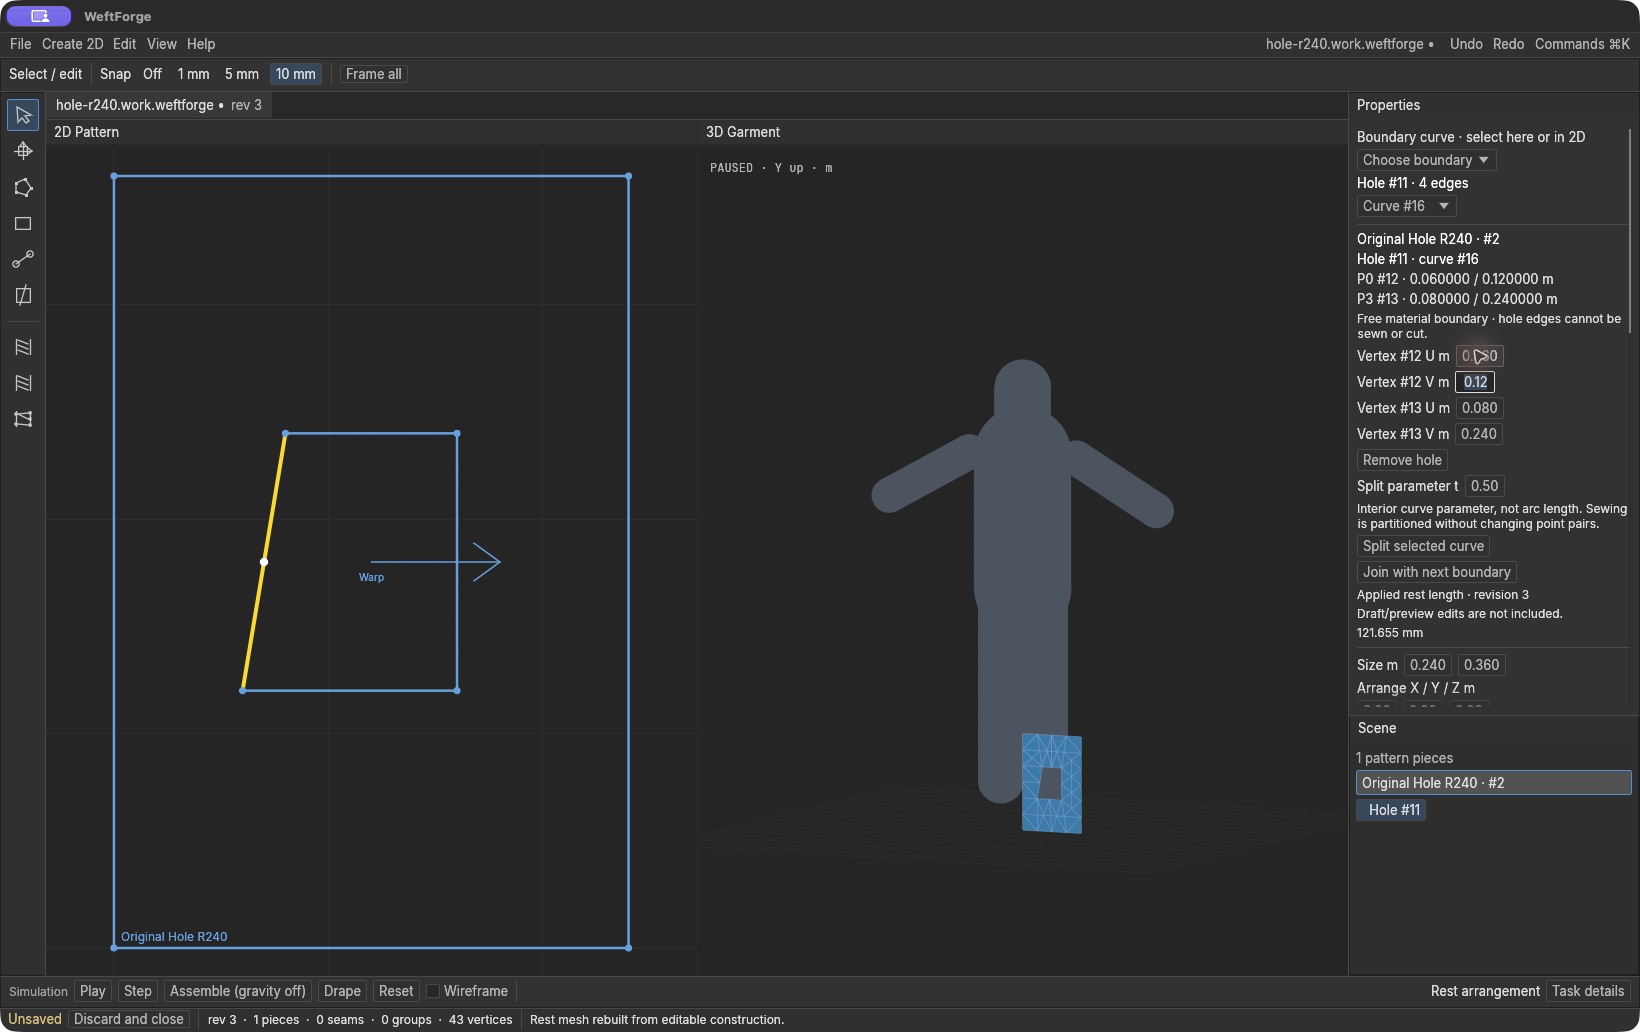 WeftForge
File Create 2D Edit View Help
hole-r240.work.weftforge • Undo Redo Commands ⌘K
Select / edit Snap Off 1 mm 5 mm 10 mm Frame all
hole-r240.work.weftforge • rev 3
2D Pattern
Warp
Original Hole R240
3D Garment
PAUSED · Y up · m
Properties
Boundary curve · select here or in 2D
Choose boundary
Hole #11 · 4 edges
Curve #16
Original Hole R240 · #2
Hole #11 · curve #16
P0 #12 · 0.060000 / 0.120000 m
P3 #13 · 0.080000 / 0.240000 m
Free material boundary · hole edges cannot be
sewn or cut.
Vertex #12 U m
Vertex #12 V m 0.12
Vertex #13 U m 0.080
Vertex #13 V m 0.240
Remove hole
Split parameter t 0.50
Interior curve parameter, not arc length. Sewing
is partitioned without changing point pairs.
Split selected curve
Join with next boundary
Applied rest length · revision 3
Draft/preview edits are not included.
121.655 mm
Size m 0.240 0.360
Arrange X / Y / Z m
Scene
1 pattern pieces
Original Hole R240 · #2
Hole #11
Simulation Play Step Assemble (gravity off) Drape Reset Wireframe
Rest arrangement Task details
Unsaved Discard and close rev 3 · 1 pieces · 0 seams · 0 groups · 43 vertices Rest mesh rebuilt from editable construction.